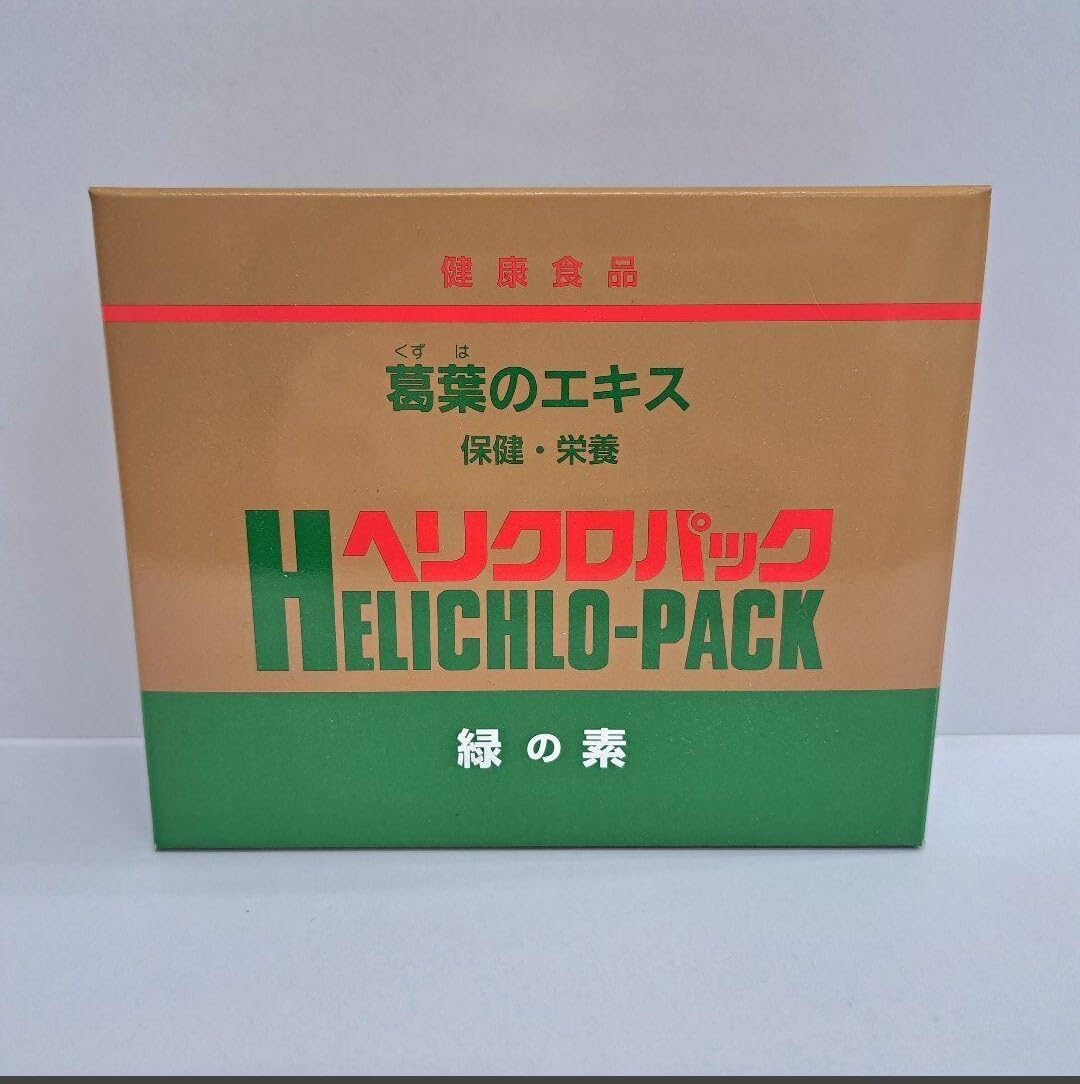 健康食品
くず は
葛葉のエキス
保健・栄養
ヘリクロパック
HELICHLO-PACK
緑の素